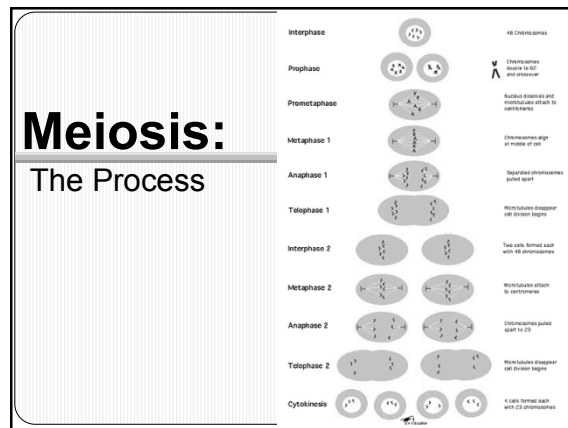 Meiosis:
The Process
Interphase
46 Chromosomes
Prophase
Chromosomes
double to 92
and crossover
Prometaphase
Nucleus dissolves and
microtubules attach to
centromeres
Metaphase 1
Chromosomes align
at middle of cell
Anaphase 1
Separated chromosomes
pulled apart
Telophase 1
Microtubules disappear
cell division begins
Interphase 2
Two cells formed each
with 46 chromosomes
Metaphase 2
Microtubules attach
to centromeres
Anaphase 2
Chromosomes pulled
apart to 23
Telophase 2
Microtubules disappear
cell division begins
Cytokinesis
4 cells formed each
with 23 chromosomes